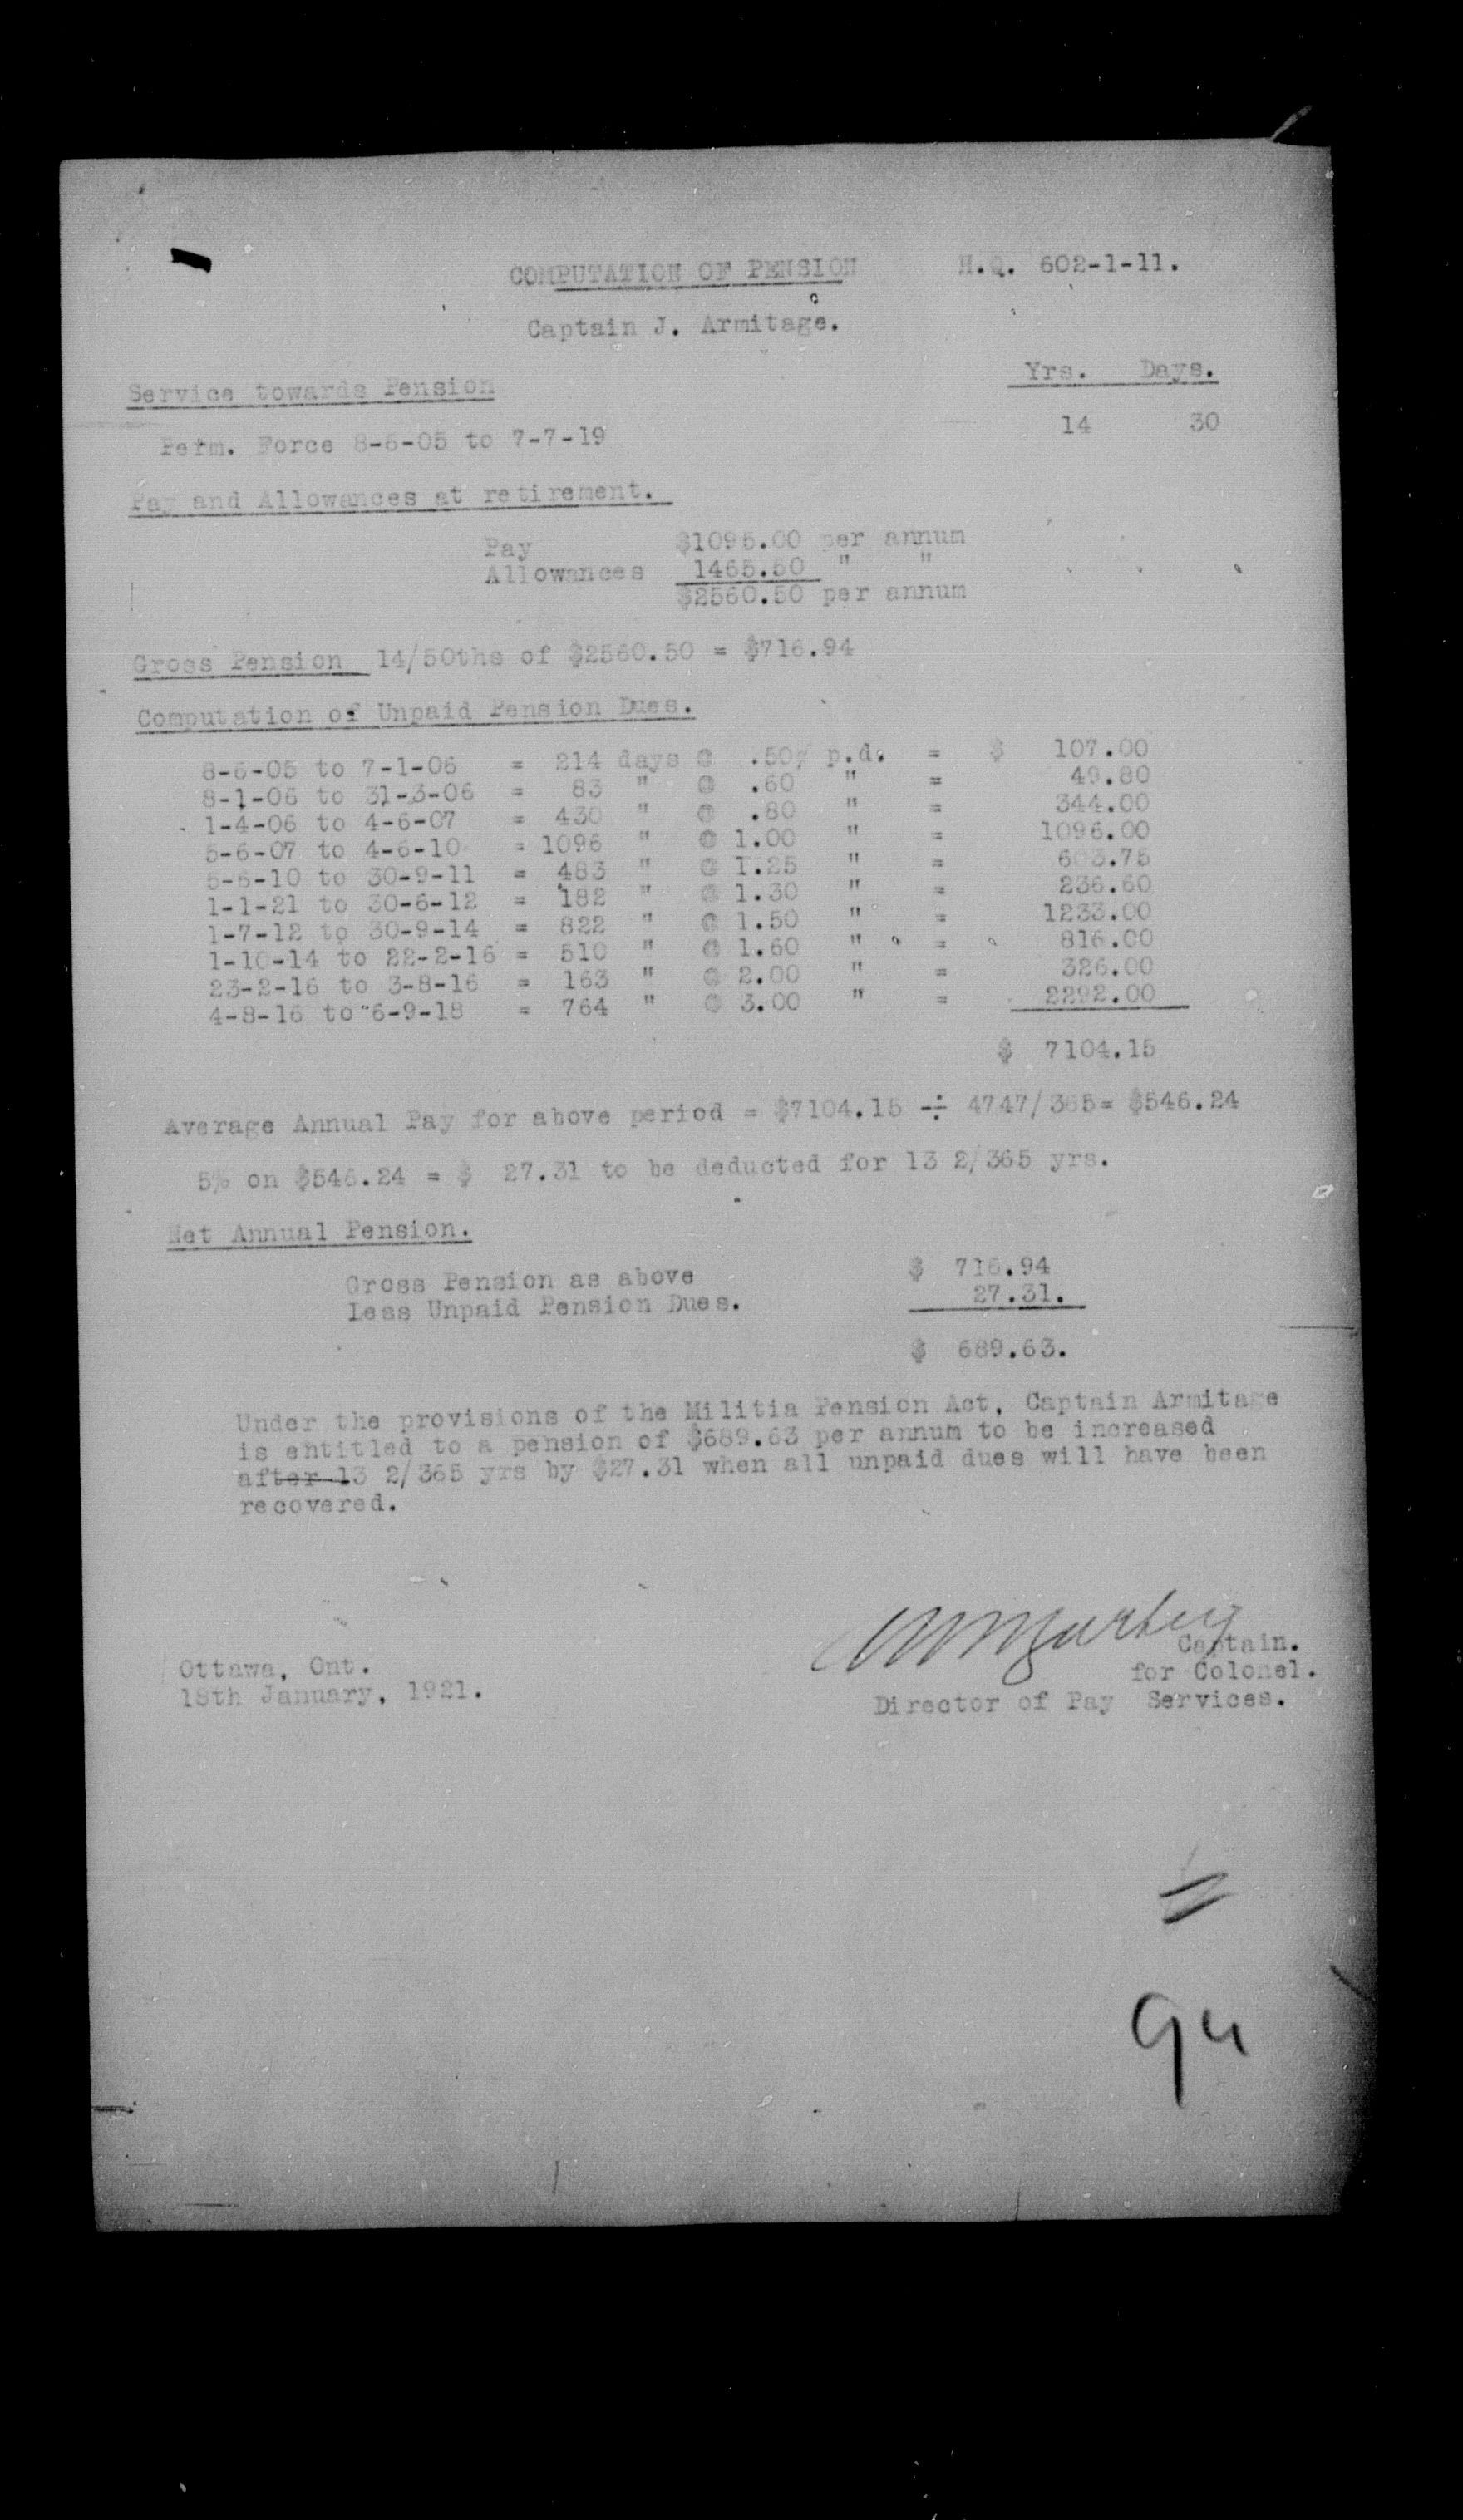 COMPUTATION OF PENSION H.Q. 602-1-11.
Captain J. Armitage.
Yrs. Days.
Service towards Pension
Perm. Force 8-6-05 to 7-7-19 14 30
Pay and Allowances at retirement.
Pay $1095.00 per annum
Allowances 1465.50 " "
$2560.50 per annum
Gross Pension 14/50ths of $2560.50 = $716.94
Computation of Unpaid Pension Dues.
8-6-05 to 7-1-06 = 214 days @ .50¢ p.d. = $ 107.00
8-1-06 to 31-3-06 = 83 " @ .60 " = 49.80
1-4-06 to 4-6-07 = 430 " @ .80 " = 344.00
5-6-07 to 4-6-10 = 1096 " @ 1.00 " = 1096.00
5-6-10 to 30-9-11 = 483 " @ 1.25 " = 603.75
1-1-21 to 30-6-12 = 182 " @ 1.30 " = 236.60
1-7-12 to 30-9-14 = 822 " @ 1.50 " = 1233.00
1-10-14 to 22-2-16 = 510 " @ 1.60 " = 816.00
23-2-16 to 3-8-16 = 163 " @ 2.00 " = 326.00
4-8-16 to 6-9-18 = 764 " @ 3.00 " = 2292.00
$ 7104.15
Average Annual Pay for above period = $7104.15 ÷ 4747/365= $546.24
5% on $546.24 = $ 27.31 to be deducted for 13 2/365 yrs.
Net Annual Pension.
Gross Pension as above $ 716.94
Less Unpaid Pension Dues. 27.31.
$ 689.63.
Under the provisions of the Militia Pension Act, Captain Armitage
is entitled to a pension of $689.63 per annum to be increased
after 13 2/365 yrs by $27.31 when all unpaid dues will have been
recovered.
Captain.
Ottawa, Ont. for Colonel.
18th January, 1921. Director of Pay Services.
94